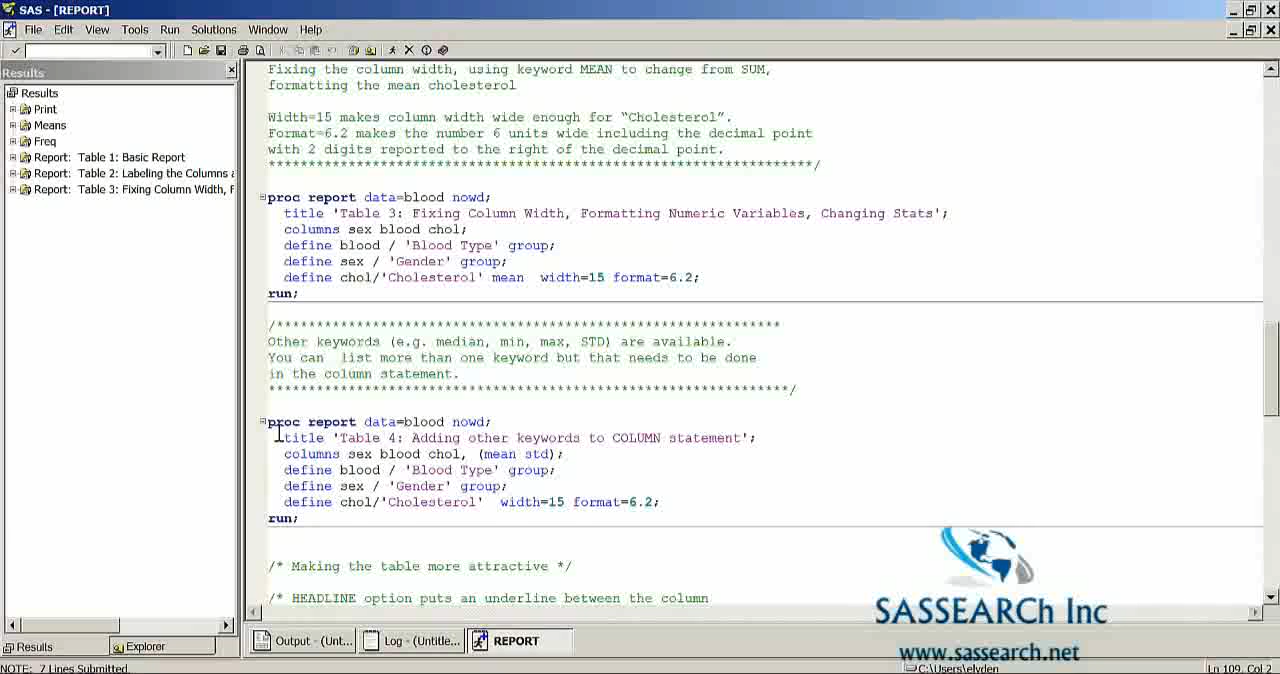 SAS - [REPORT]
File Edit View Tools Run Solutions Window Help
Results
Results
Print
Means
Freq
Report: Table 1: Basic Report
Report: Table 2: Labeling the Columns a
Report: Table 3: Fixing Column Width, F
Fixing the column width, using keyword MEAN to change from SUM,
formatting the mean cholesterol
Width=15 makes column width wide enough for “Cholesterol”.
Format=6.2 makes the number 6 units wide including the decimal point
with 2 digits reported to the right of the decimal point.
********************************************************************/
proc report data=blood nowd;
title 'Table 3: Fixing Column Width, Formatting Numeric Variables, Changing Stats';
columns sex blood chol;
define blood / 'Blood Type' group;
define sex / 'Gender' group;
define chol/'Cholesterol' mean  width=15 format=6.2;
run;
/***************************************************************
Other keywords (e.g. median, min, max, STD) are available.
You can  list more than one keyword but that needs to be done
in the column statement.
*****************************************************************/
proc report data=blood nowd;
title 'Table 4: Adding other keywords to COLUMN statement';
columns sex blood chol, (mean std);
define blood / 'Blood Type' group;
define sex / 'Gender' group;
define chol/'Cholesterol'  width=15 format=6.2;
run;
/* Making the table more attractive */
/* HEADLINE option puts an underline between the column
SASSEARCh Inc
www.sassearch.net
Results Explorer
Output - (Unt... Log - (Untitle... REPORT
NOTE: 7 Lines Submitted.
C:\Users\elyden
Ln 109, Col 2